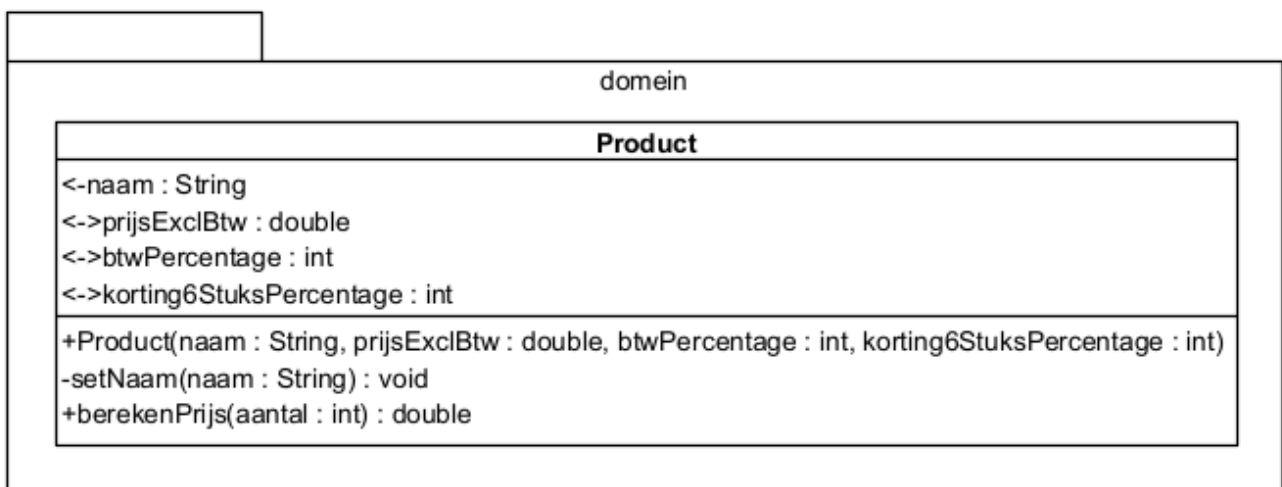 domein
Product
<-naam : String
<->prijsExclBtw : double
<->btwPercentage : int
<->korting6StuksPercentage : int
+Product(naam : String, prijsExclBtw : double, btwPercentage : int, korting6StuksPercentage : int)
-setNaam(naam : String) : void
+berekenPrijs(aantal : int) : double